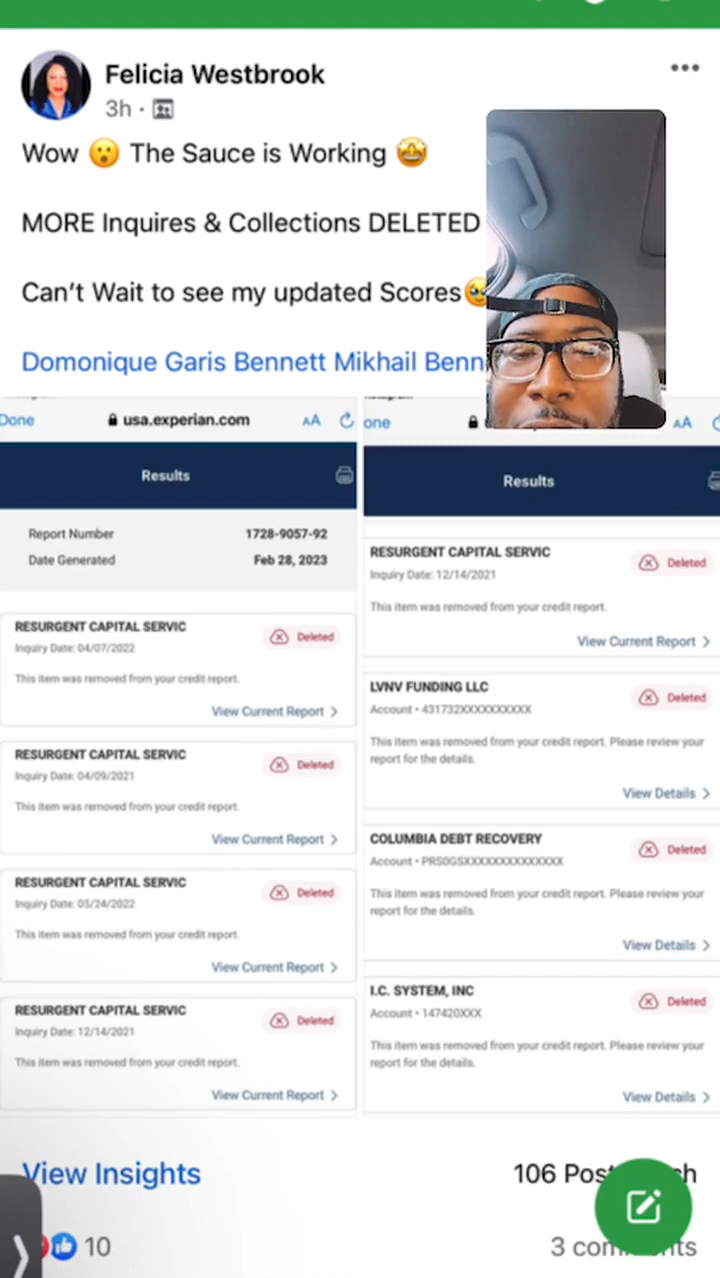 Felicia Westbrook
3h ·
Wow 😮 The Sauce is Working 🤩
MORE Inquires & Collections DELETED
Can't Wait to see my updated Scores🥹
Domonique Garis Bennett Mikhail Benn
Done
usa.experian.com
AA
Results
Report Number 1728-9057-92
Date Generated Feb 28, 2023
RESURGENT CAPITAL SERVIC
Deleted
Inquiry Date: 04/07/2022
This item was removed from your credit report.
View Current Report >
RESURGENT CAPITAL SERVIC
Deleted
Inquiry Date: 04/09/2021
This item was removed from your credit report.
View Current Report >
RESURGENT CAPITAL SERVIC
Deleted
Inquiry Date: 05/24/2022
This item was removed from your credit report.
View Current Report >
RESURGENT CAPITAL SERVIC
Deleted
Inquiry Date: 12/14/2021
This item was removed from your credit report.
View Current Report >
one
AA
Results
RESURGENT CAPITAL SERVIC
Deleted
Inquiry Date: 12/14/2021
This item was removed from your credit report.
View Current Report >
LVNV FUNDING LLC
Deleted
Account • 431732XXXXXXXXXX
This item was removed from your credit report. Please review your
report for the details.
View Details >
COLUMBIA DEBT RECOVERY
Deleted
Account • PRS0GSXXXXXXXXXXXXXXX
This item was removed from your credit report. Please review your
report for the details.
View Details >
I.C. SYSTEM, INC
Deleted
Account • 147420XXX
This item was removed from your credit report. Please review your
report for the details.
View Details >
View Insights
106 Pos
10
3 com